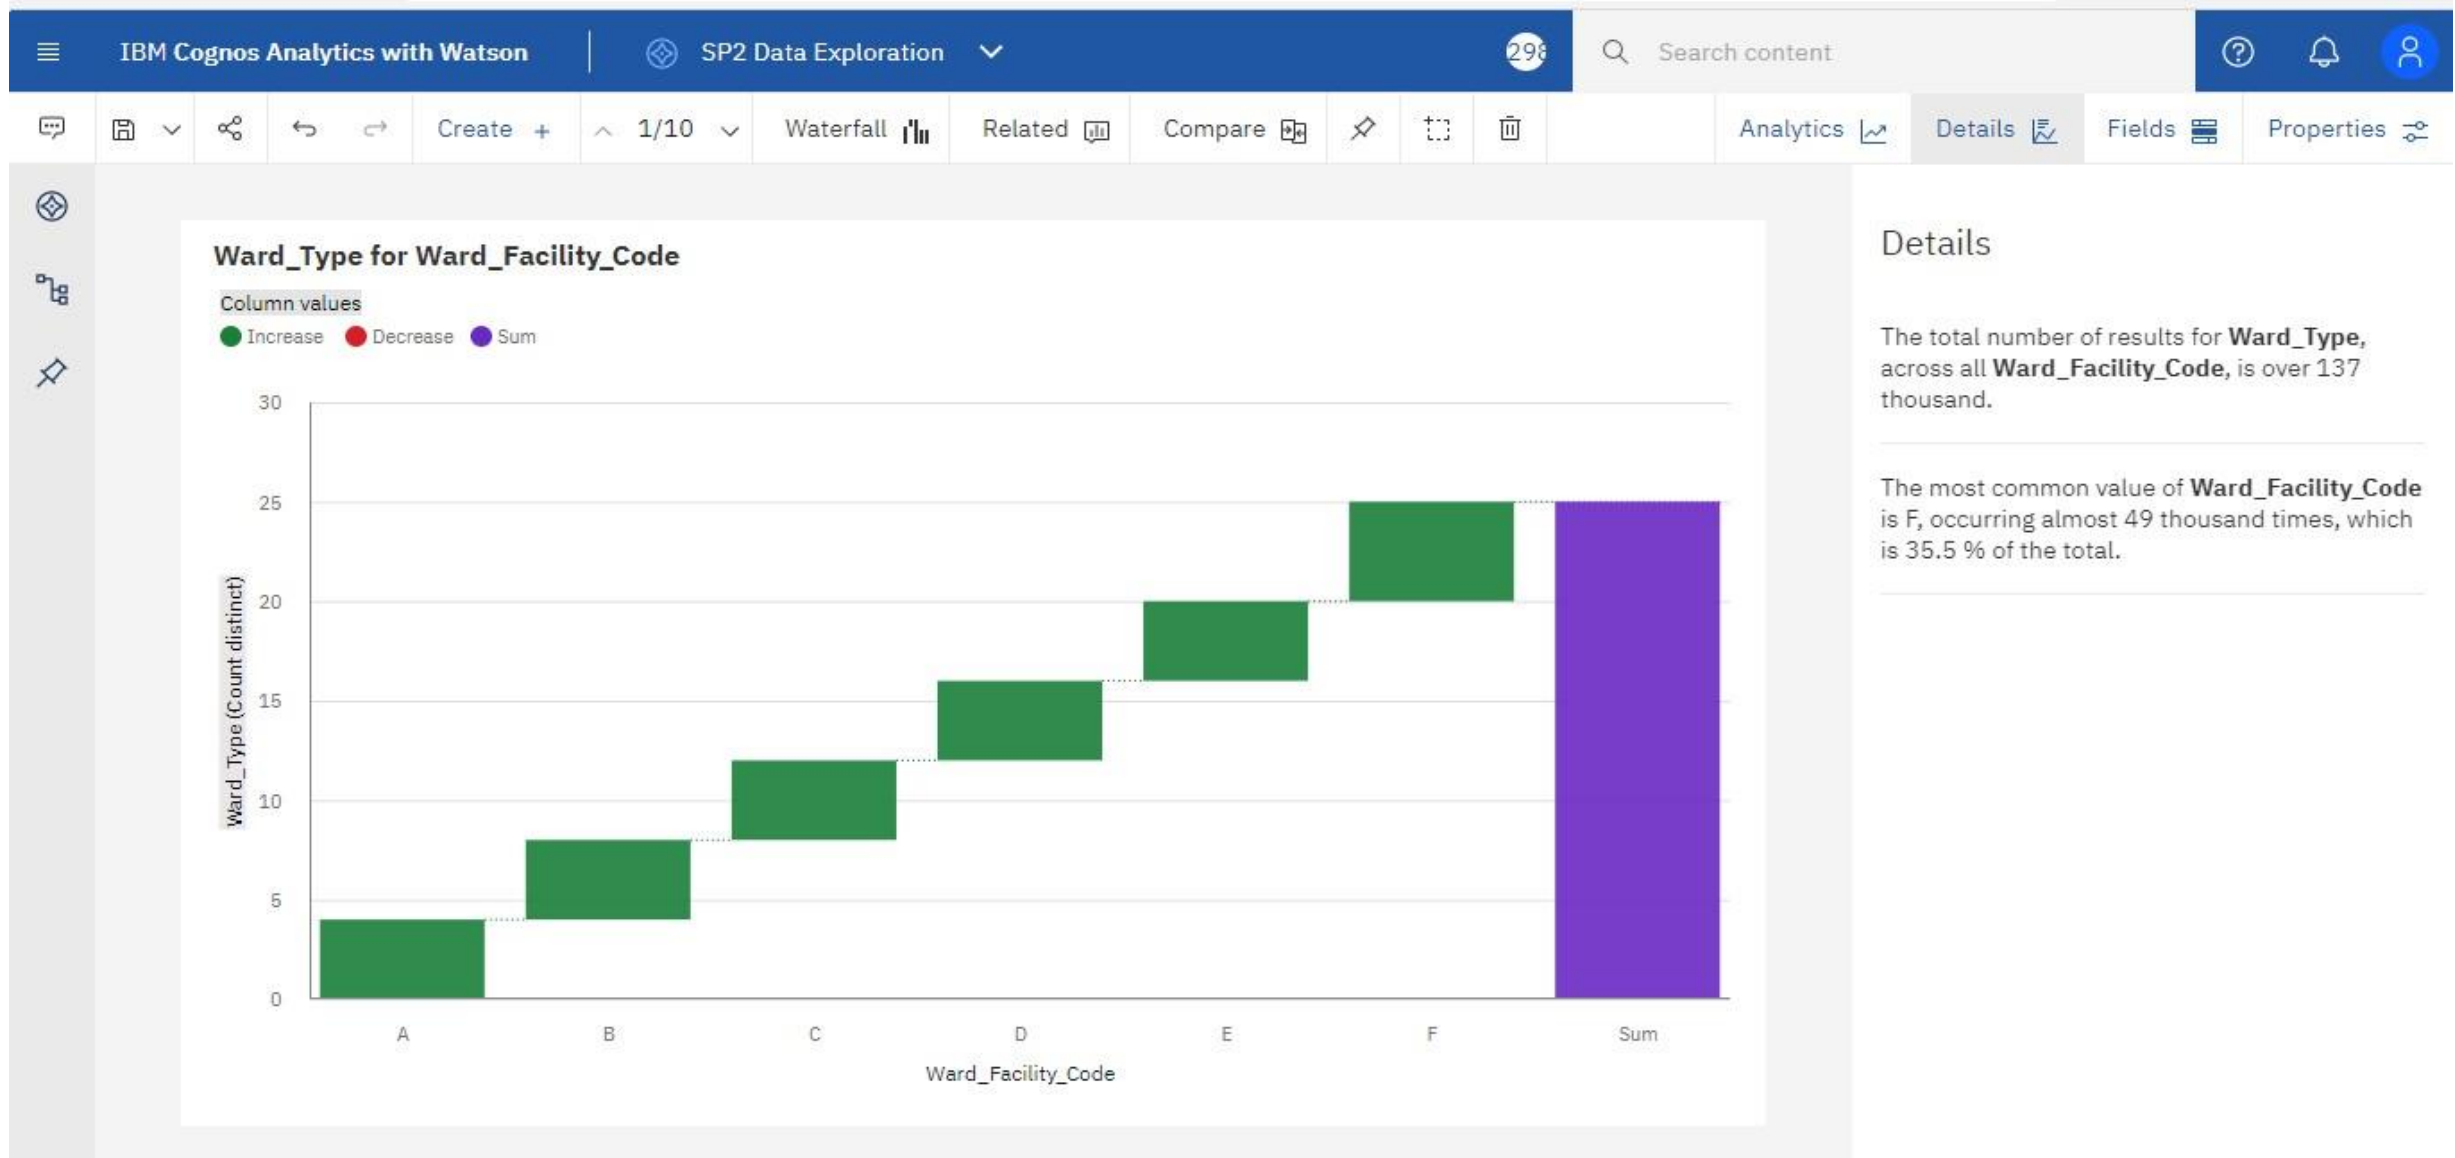 IBM Cognos Analytics with Watson
SP2 Data Exploration
298
Search content
Create +
1/10
Waterfall
Related
Compare
Analytics
Details
Fields
Properties
Ward_Type for Ward_Facility_Code
Column values
Increase
Decrease
Sum
Ward_Type (Count distinct)
30
25
20
15
10
5
0
A
B
C
D
E
F
Sum
Ward_Facility_Code
Details
The total number of results for Ward_Type,
across all Ward_Facility_Code, is over 137
thousand.
The most common value of Ward_Facility_Code
is F, occurring almost 49 thousand times, which
is 35.5 % of the total.